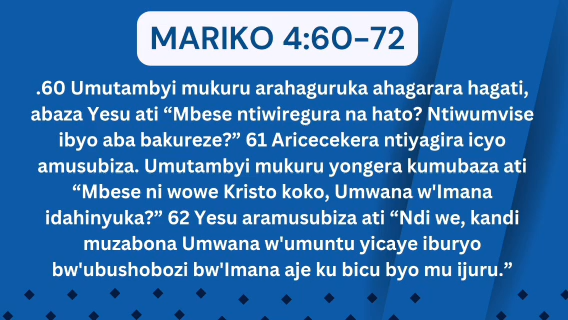 MARIKO 4:60-72
.60 Umutambyi mukuru arahaguruka ahagarara hagati,
abaza Yesu ati “Mbese ntiwiregura na hato? Ntiwumvise
ibyo aba bakureze?” 61 Aricecekera ntiyagira icyo
amusubiza. Umutambyi mukuru yongera kumubaza ati
“Mbese ni wowe Kristo koko, Umwana w'Imana
idahinyuka?” 62 Yesu aramusubiza ati “Ndi we, kandi
muzabona Umwana w'umuntu yicaye iburyo
bw'ubushobozi bw'Imana aje ku bicu byo mu ijuru.”